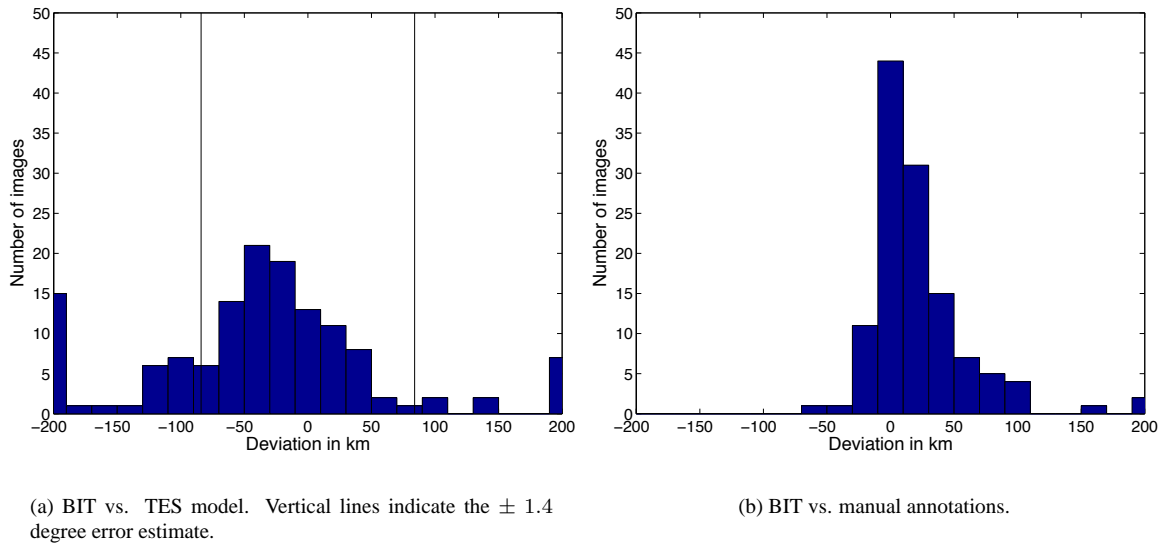 50
45
40
35
30
25
20
15
10
5
0
Number of images
−200 −150 −100 −50 0 50 100 150 200
Deviation in km
(a) BIT vs. TES model. Vertical lines indicate the ± 1.4
degree error estimate.
50
45
40
35
30
25
20
15
10
5
0
Number of images
−200 −150 −100 −50 0 50 100 150 200
Deviation in km
(b) BIT vs. manual annotations.